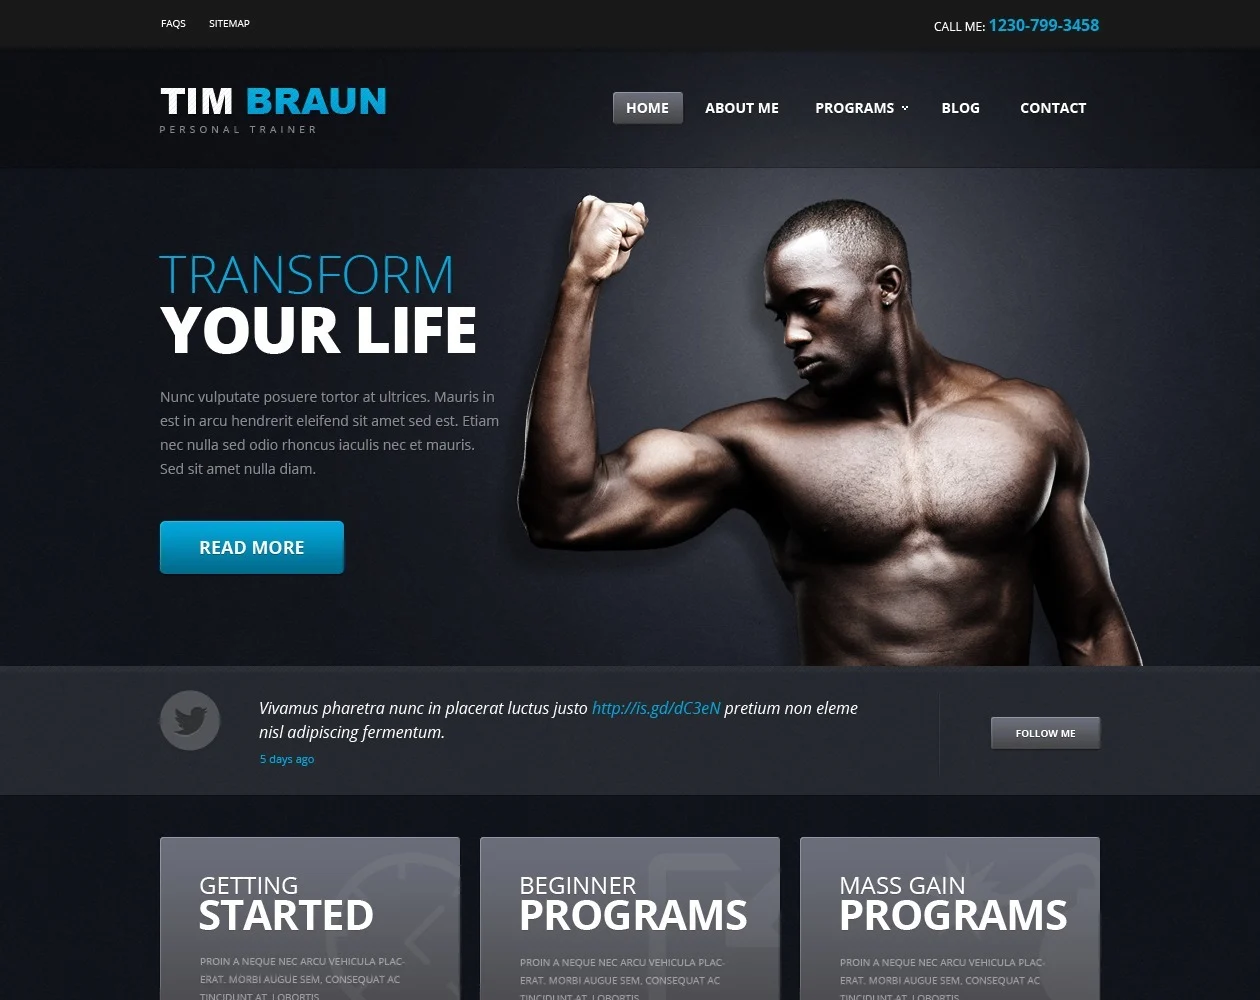 FAQS SITEMAP
CALL ME: 1230-799-3458
TIM BRAUN
PERSONAL TRAINER
HOME ABOUT ME PROGRAMS BLOG CONTACT
TRANSFORM
YOUR LIFE
Nunc vulputate posuere tortor at ultrices. Mauris in
est in arcu hendrerit eleifend sit amet sed est. Etiam
nec nulla sed odio rhoncus iaculis nec et mauris.
Sed sit amet nulla diam.
READ MORE
Vivamus pharetra nunc in placerat luctus justo http://is.gd/dC3eN pretium non eleme
nisl adipiscing fermentum.
5 days ago
FOLLOW ME
GETTING
STARTED
PROIN A NEQUE NEC ARCU VEHICULA PLAC-
ERAT. MORBI AUGUE SEM, CONSEQUAT AC
TINCIDUNT AT, LOBORTIS
BEGINNER
PROGRAMS
PROIN A NEQUE NEC ARCU VEHICULA PLAC-
ERAT. MORBI AUGUE SEM, CONSEQUAT AC
TINCIDUNT AT, LOBORTIS
MASS GAIN
PROGRAMS
PROIN A NEQUE NEC ARCU VEHICULA PLAC-
ERAT. MORBI AUGUE SEM, CONSEQUAT AC
TINCIDUNT AT, LOBORTIS